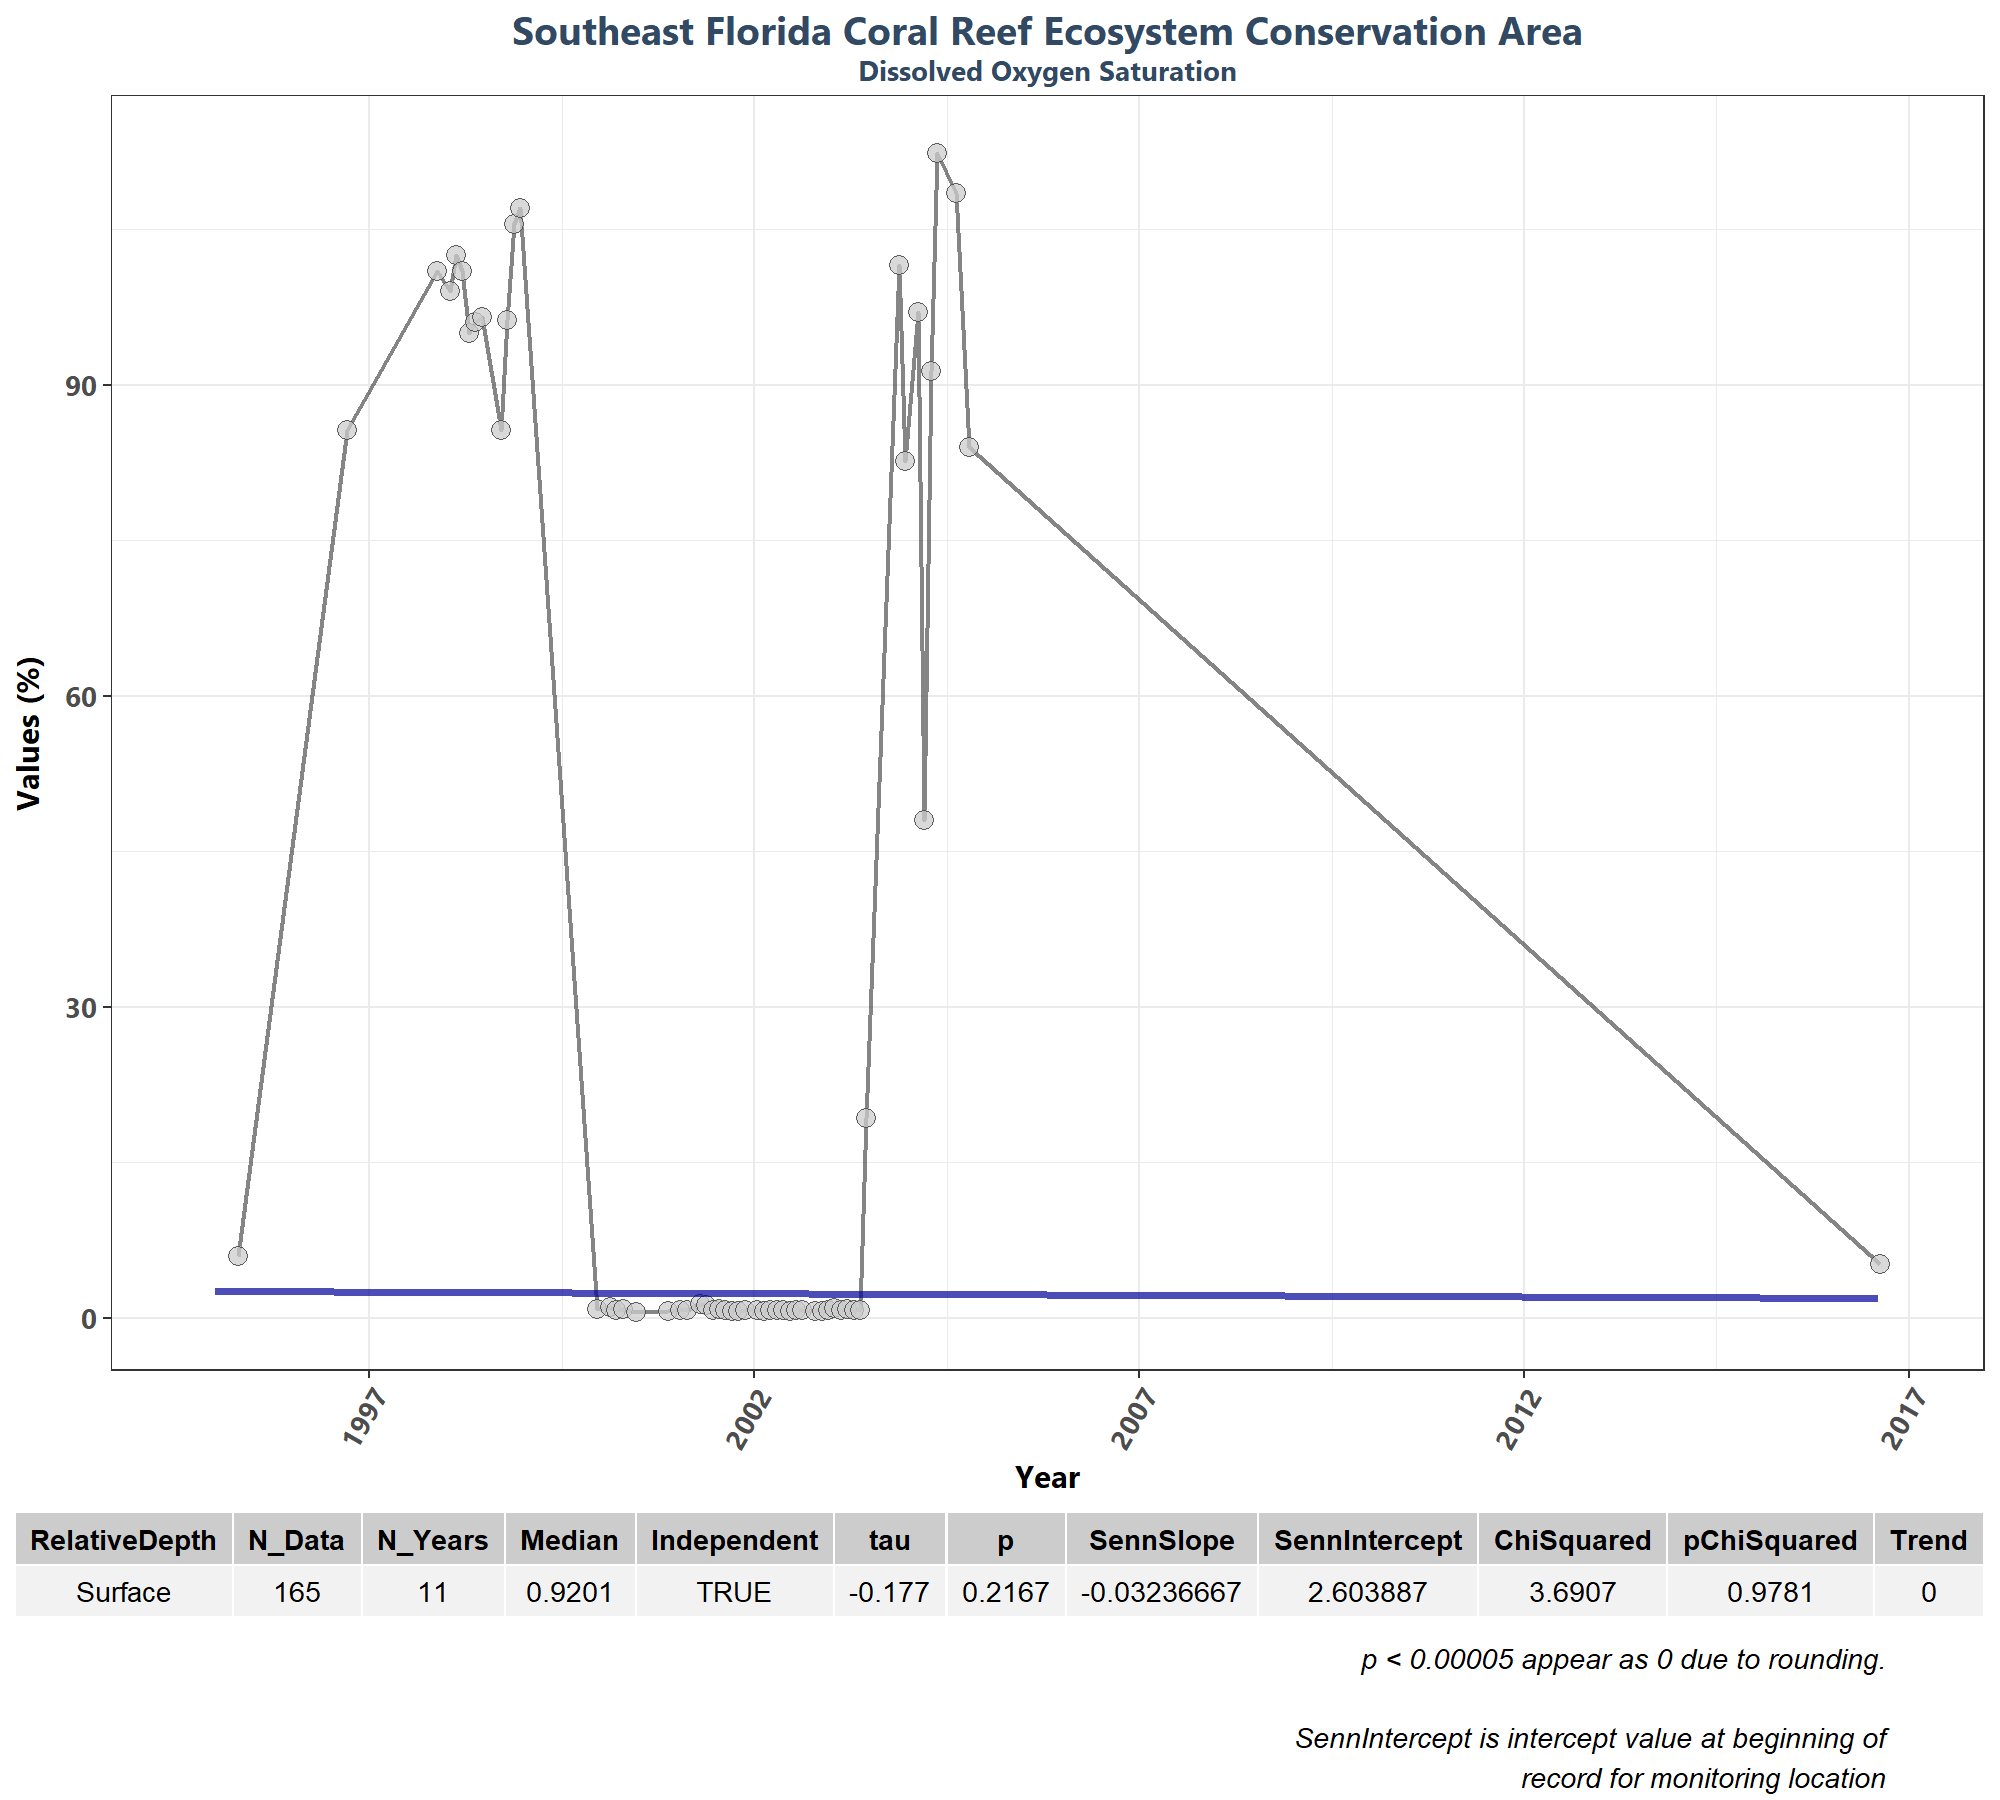 Southeast Florida Coral Reef Ecosystem Conservation Area
Dissolved Oxygen Saturation
Values (%)
90
60
30
0
1997
2002
2007
2012
2017
Year
RelativeDepth N_Data N_Years Median Independent tau p SennSlope SennIntercept ChiSquared pChiSquared Trend
Surface 165 11 0.9201 TRUE -0.177 0.2167 -0.03236667 2.603887 3.6907 0.9781 0
p < 0.00005 appear as 0 due to rounding.
SennIntercept is intercept value at beginning of
record for monitoring location